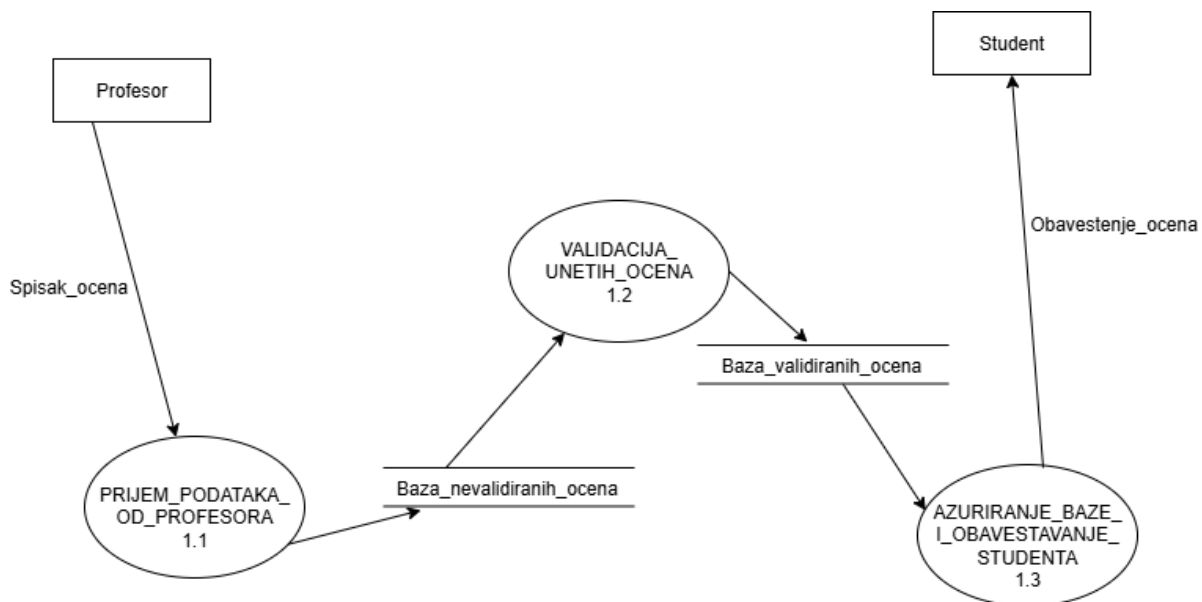 Student
Profesor
Obavestenje_ocena
VALIDACIJA_
UNETIH_OCENA
1.2
Spisak_ocena
Baza_validiranih_ocena
PRIJEM_PODATAKA_
OD_PROFESORA
1.1
Baza_nevalidiranih_ocena
AZURIRANJE_BAZE_
I_OBAVESTAVANJE_
STUDENTA
1.3